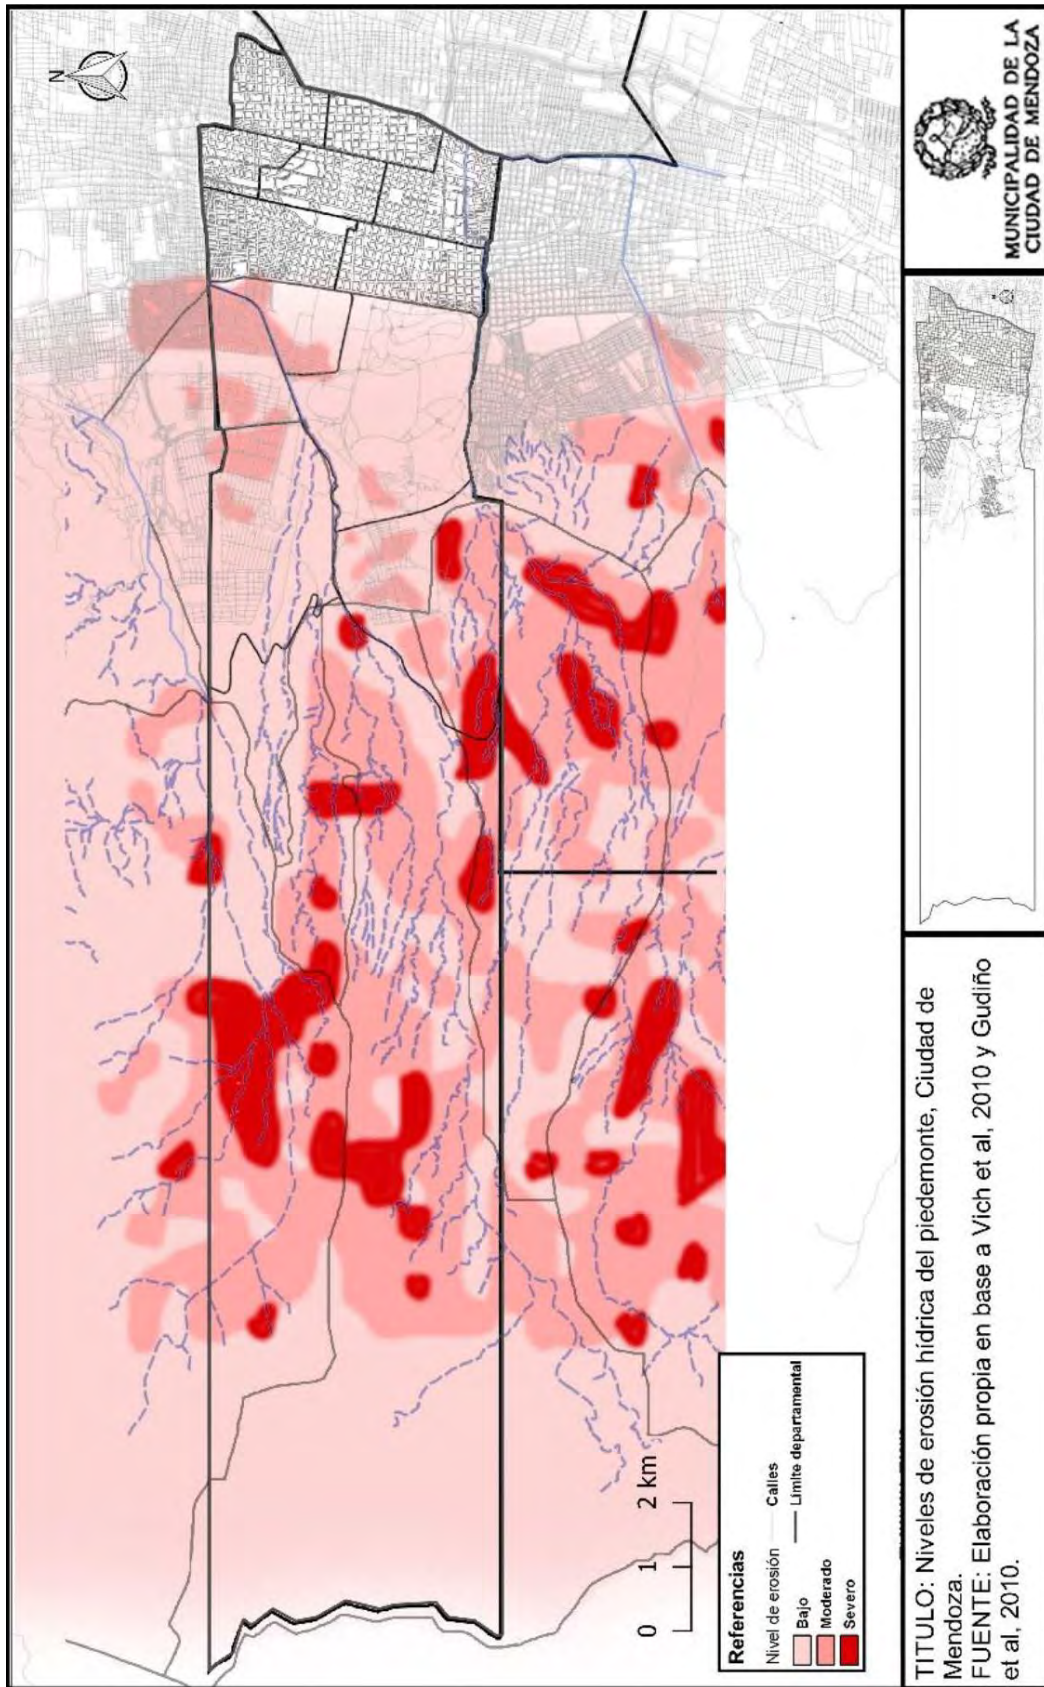 N
0 1 2 km
Referencias
Nivel de erosión
Calles
Bajo
Límite departamental
Moderado
Severo
TITULO: Niveles de erosión hídrica del piedemonte, Ciudad de
Mendoza.
FUENTE: Elaboración propia en base a Vich et al, 2010 y Gudiño
et al, 2010.
MUNICIPALIDAD DE LA
CIUDAD DE MENDOZA